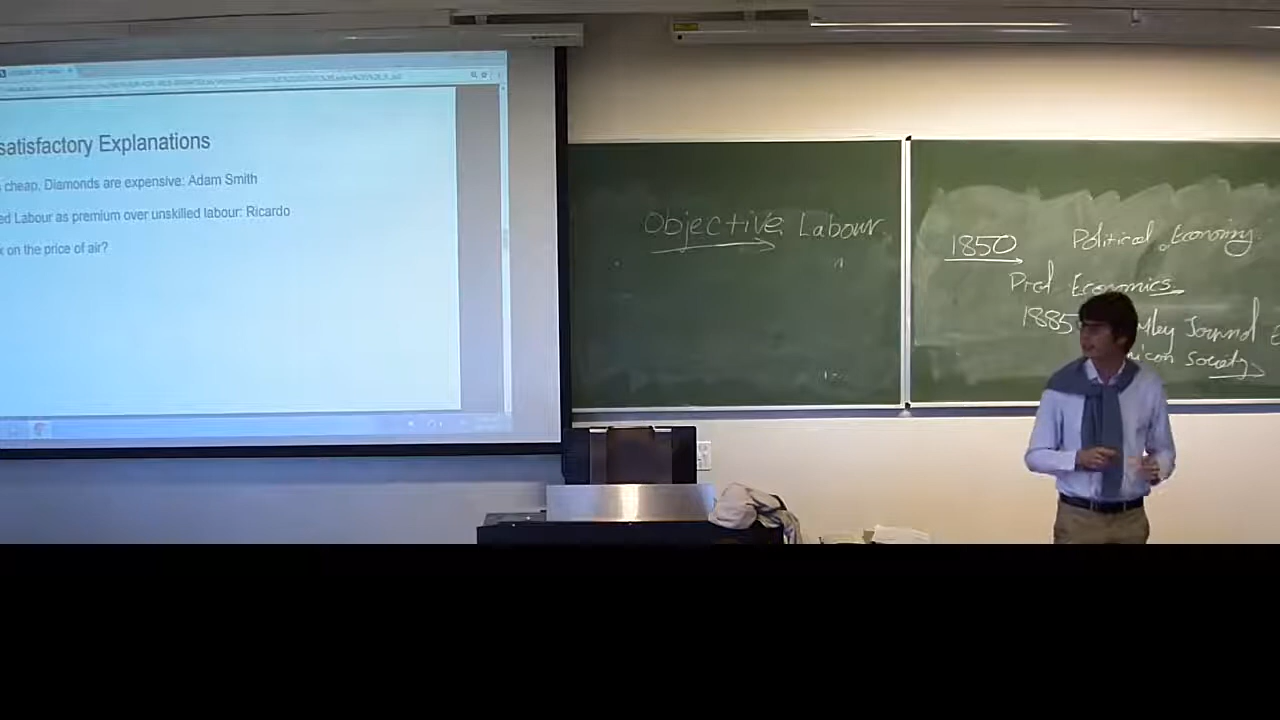 satisfactory Explanations
cheap, Diamonds are expensive: Adam Smith
ed Labour as premium over unskilled labour: Ricardo
on the price of air?
Objective Labour
1850 Political Economy
Economics
1885 Journal
Society